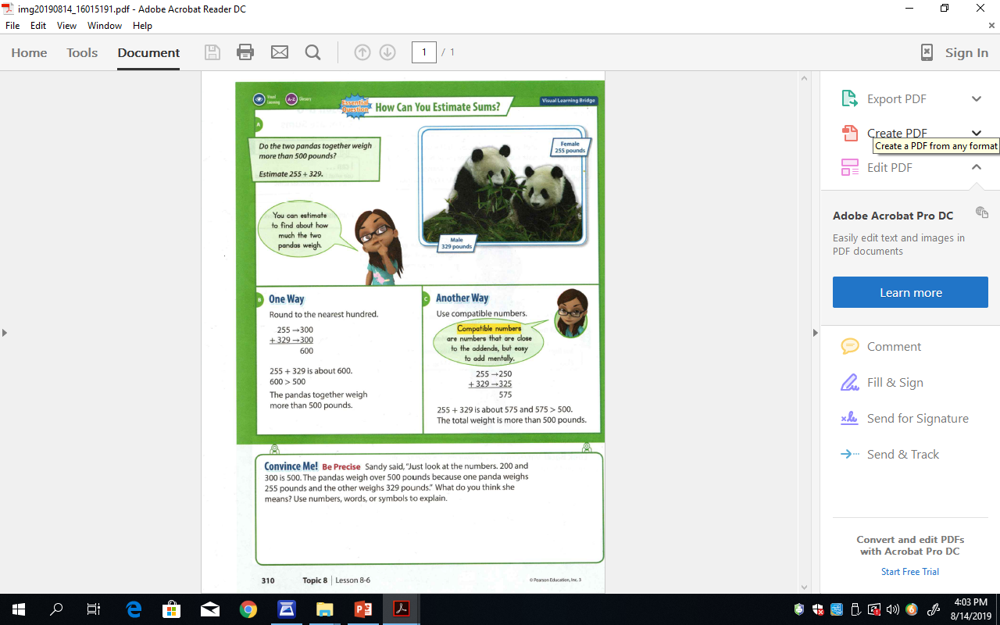 img20190814_16015191.pdf - Adobe Acrobat Reader DC
File Edit View Window Help
Home Tools Document 1 / 1 Sign In
Visual Learning A-Z Glossary
Essential Question How Can You Estimate Sums?
Visual Learning Bridge
A
Do the two pandas together weigh
more than 500 pounds?
Estimate 255 + 329.
Female
255 pounds
You can estimate
to find about how
much the two
pandas weigh.
Male
329 pounds
B One Way
Round to the nearest hundred.
255 →300
+ 329 →300
600
255 + 329 is about 600.
600 > 500
The pandas together weigh
more than 500 pounds.
C Another Way
Use compatible numbers.
Compatible numbers
are numbers that are close
to the addends, but easy
to add mentally.
255 →250
+ 329 →325
575
255 + 329 is about 575 and 575 > 500.
The total weight is more than 500 pounds.
Convince Me! Be Precise Sandy said, "Just look at the numbers. 200 and
300 is 500. The pandas weigh over 500 pounds because one panda weighs
255 pounds and the other weighs 329 pounds." What do you think she
means? Use numbers, words, or symbols to explain.
310 Topic 8 | Lesson 8-6 © Pearson Education, Inc. 3
Export PDF
Create PDF
Create a PDF from any format
Edit PDF
Adobe Acrobat Pro DC
Easily edit text and images in
PDF documents
Learn more
Comment
Fill & Sign
Send for Signature
Send & Track
Convert and edit PDFs
with Acrobat Pro DC
Start Free Trial
4:03 PM
8/14/2019